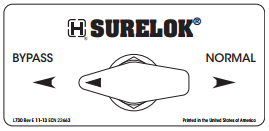 H SURELOK®
BYPASS
NORMAL
L730 Rev E 11-13 ECN 22663
Printed in the United States of America